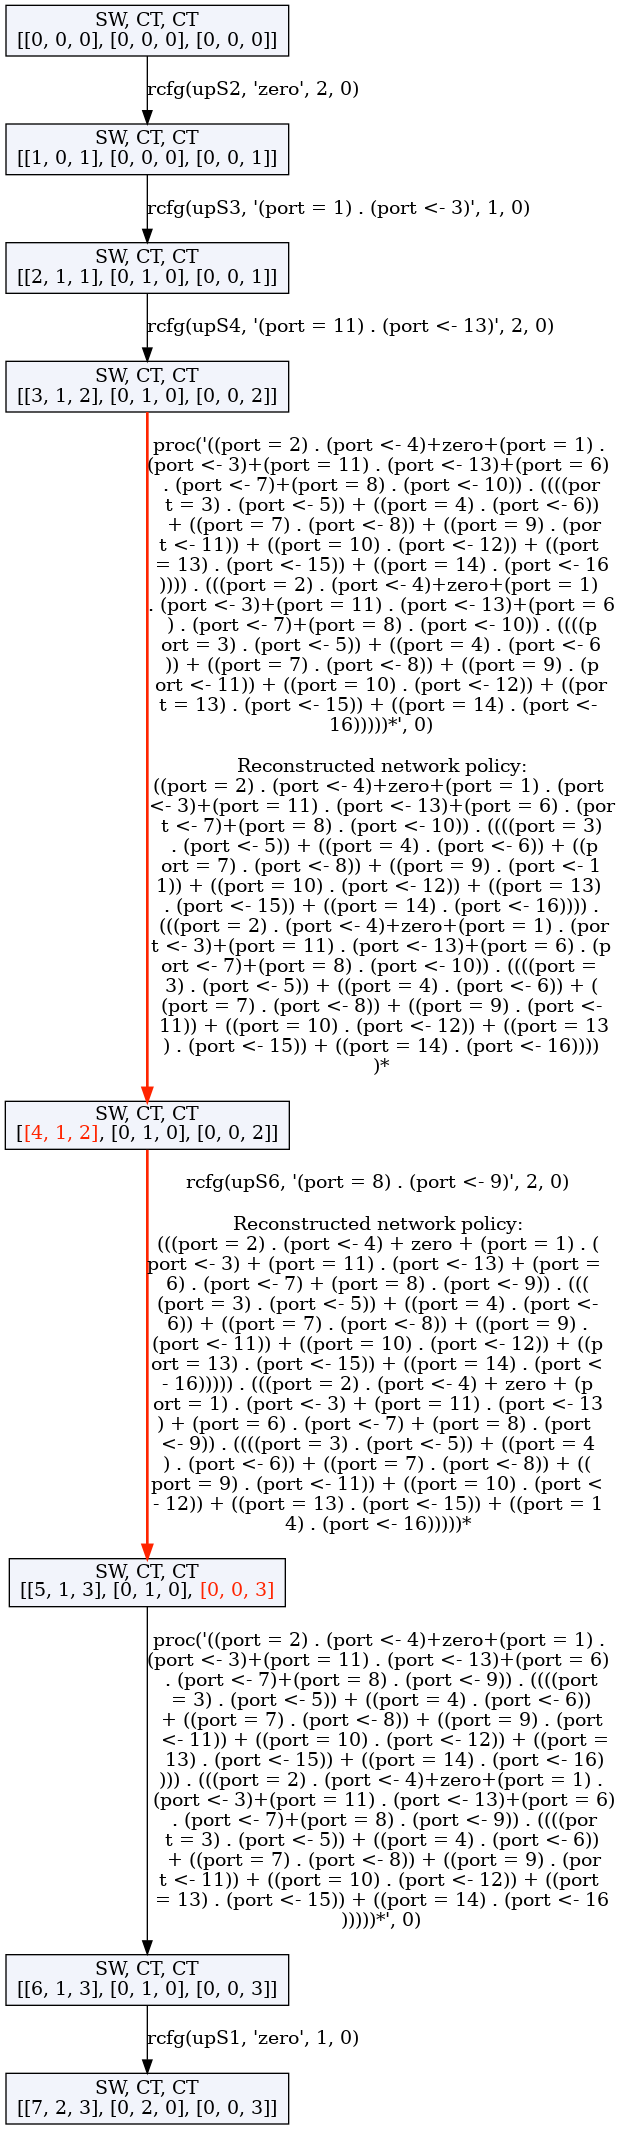 SW, CT, CT
[[0, 0, 0], [0, 0, 0], [0, 0, 0]]
rcfg(upS2, 'zero', 2, 0)
SW, CT, CT
[[1, 0, 1], [0, 0, 0], [0, 0, 1]]
rcfg(upS3, '(port = 1) . (port <- 3)', 1, 0)
SW, CT, CT
[[2, 1, 1], [0, 1, 0], [0, 0, 1]]
rcfg(upS4, '(port = 11) . (port <- 13)', 2, 0)
SW, CT, CT
[[3, 1, 2], [0, 1, 0], [0, 0, 2]]
proc('((port = 2) . (port <- 4)+zero+(port = 1) .
(port <- 3)+(port = 11) . (port <- 13)+(port = 6)
. (port <- 7)+(port = 8) . (port <- 10)) . ((((por
t = 3) . (port <- 5)) + ((port = 4) . (port <- 6))
+ ((port = 7) . (port <- 8)) + ((port = 9) . (por
t <- 11)) + ((port = 10) . (port <- 12)) + ((port
= 13) . (port <- 15)) + ((port = 14) . (port <- 16
)))) . (((port = 2) . (port <- 4)+zero+(port = 1)
. (port <- 3)+(port = 11) . (port <- 13)+(port = 6
) . (port <- 7)+(port = 8) . (port <- 10)) . ((((p
ort = 3) . (port <- 5)) + ((port = 4) . (port <- 6
)) + ((port = 7) . (port <- 8)) + ((port = 9) . (p
ort <- 11)) + ((port = 10) . (port <- 12)) + ((por
t = 13) . (port <- 15)) + ((port = 14) . (port <-
16)))))*', 0)
Reconstructed network policy:
((port = 2) . (port <- 4)+zero+(port = 1) . (port
<- 3)+(port = 11) . (port <- 13)+(port = 6) . (por
t <- 7)+(port = 8) . (port <- 10)) . ((((port = 3)
. (port <- 5)) + ((port = 4) . (port <- 6)) + ((p
ort = 7) . (port <- 8)) + ((port = 9) . (port <- 1
1)) + ((port = 10) . (port <- 12)) + ((port = 13)
. (port <- 15)) + ((port = 14) . (port <- 16)))) .
(((port = 2) . (port <- 4)+zero+(port = 1) . (por
t <- 3)+(port = 11) . (port <- 13)+(port = 6) . (p
ort <- 7)+(port = 8) . (port <- 10)) . ((((port =
3) . (port <- 5)) + ((port = 4) . (port <- 6)) + (
(port = 7) . (port <- 8)) + ((port = 9) . (port <-
11)) + ((port = 10) . (port <- 12)) + ((port = 13
) . (port <- 15)) + ((port = 14) . (port <- 16))))
)*
SW, CT, CT
[[4, 1, 2], [0, 1, 0], [0, 0, 2]]
rcfg(upS6, '(port = 8) . (port <- 9)', 2, 0)
Reconstructed network policy:
(((port = 2) . (port <- 4) + zero + (port = 1) . (
port <- 3) + (port = 11) . (port <- 13) + (port =
6) . (port <- 7) + (port = 8) . (port <- 9)) . (((
(port = 3) . (port <- 5)) + ((port = 4) . (port <-
6)) + ((port = 7) . (port <- 8)) + ((port = 9) .
(port <- 11)) + ((port = 10) . (port <- 12)) + ((p
ort = 13) . (port <- 15)) + ((port = 14) . (port <
- 16))))) . (((port = 2) . (port <- 4) + zero + (p
ort = 1) . (port <- 3) + (port = 11) . (port <- 13
) + (port = 6) . (port <- 7) + (port = 8) . (port
<- 9)) . ((((port = 3) . (port <- 5)) + ((port = 4
) . (port <- 6)) + ((port = 7) . (port <- 8)) + ((
port = 9) . (port <- 11)) + ((port = 10) . (port <
- 12)) + ((port = 13) . (port <- 15)) + ((port = 1
4) . (port <- 16)))))*
SW, CT, CT
[[5, 1, 3], [0, 1, 0], [0, 0, 3]]
proc('((port = 2) . (port <- 4)+zero+(port = 1) .
(port <- 3)+(port = 11) . (port <- 13)+(port = 6)
. (port <- 7)+(port = 8) . (port <- 9)) . ((((port
= 3) . (port <- 5)) + ((port = 4) . (port <- 6))
+ ((port = 7) . (port <- 8)) + ((port = 9) . (port
<- 11)) + ((port = 10) . (port <- 12)) + ((port =
13) . (port <- 15)) + ((port = 14) . (port <- 16)
))) . (((port = 2) . (port <- 4)+zero+(port = 1) .
(port <- 3)+(port = 11) . (port <- 13)+(port = 6)
. (port <- 7)+(port = 8) . (port <- 9)) . ((((por
t = 3) . (port <- 5)) + ((port = 4) . (port <- 6))
+ ((port = 7) . (port <- 8)) + ((port = 9) . (por
t <- 11)) + ((port = 10) . (port <- 12)) + ((port
= 13) . (port <- 15)) + ((port = 14) . (port <- 16
)))))*', 0)
SW, CT, CT
[[6, 1, 3], [0, 1, 0], [0, 0, 3]]
rcfg(upS1, 'zero', 1, 0)
SW, CT, CT
[[7, 2, 3], [0, 2, 0], [0, 0, 3]]